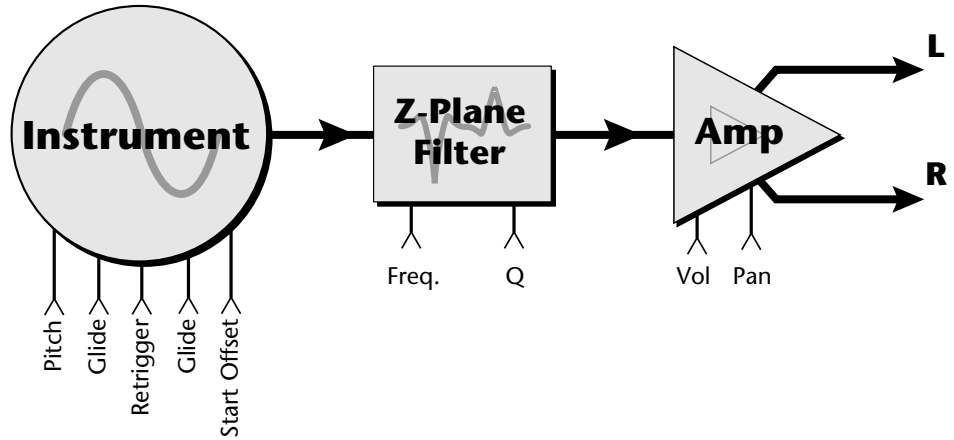 Instrument
Z-Plane
Filter
Amp
L
R
Freq.
Q
Vol
Pan
Pitch
Glide
Retrigger
Glide
Start Offset